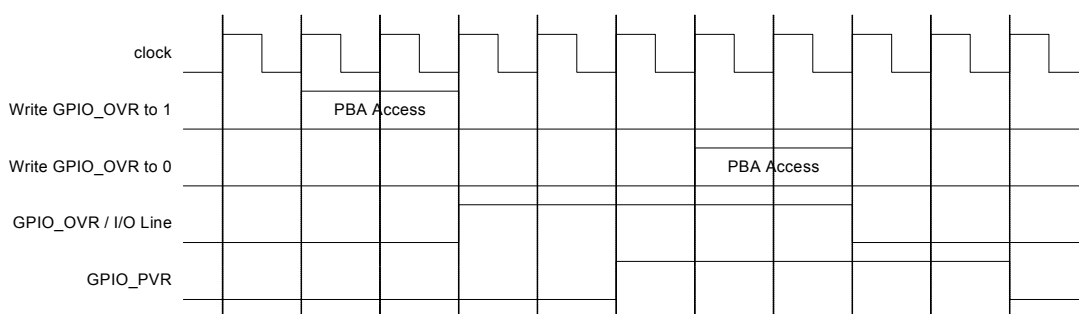 clock
Write GPIO_OVR to 1
PBA Access
Write GPIO_OVR to 0
PBA Access
GPIO_OVR / I/O Line
GPIO_PVR